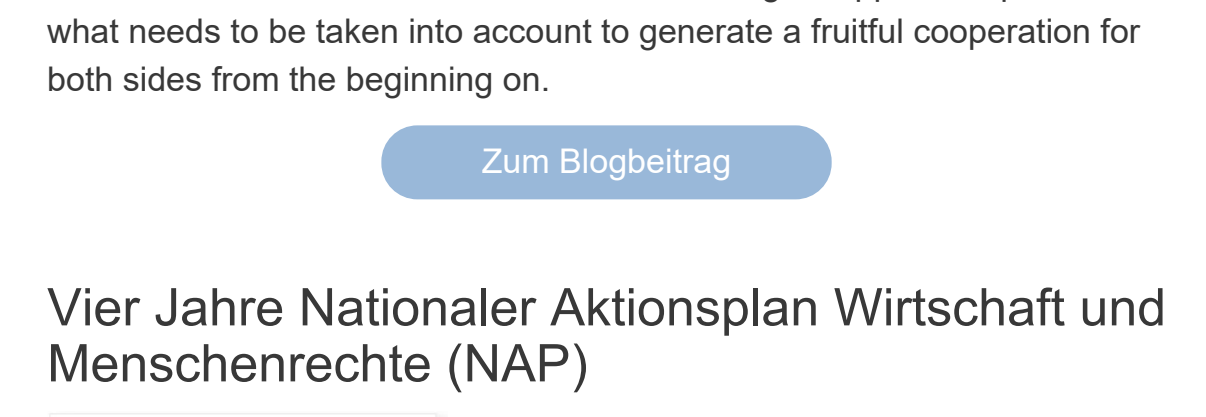 what needs to be taken into account to generate a fruitful cooperation for
both sides from the beginning on.
Zum Blogbeitrag
Vier Jahre Nationaler Aktionsplan Wirtschaft und
Menschenrechte (NAP)